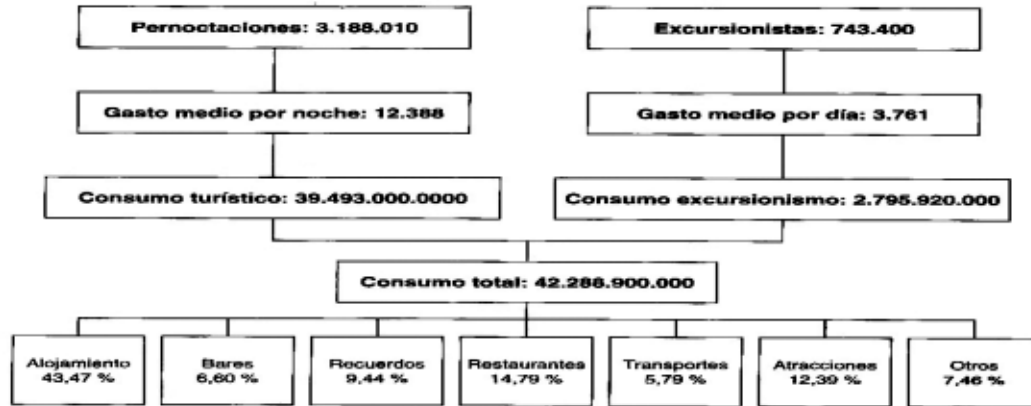 Pernoctaciones: 3.188.010
Excursionistas: 743.400
Gasto medio por noche: 12.388
Gasto medio por día: 3.761
Consumo turístico: 39.493.000.0000
Consumo excursionismo: 2.795.920.000
Consumo total: 42.288.900.000
Alojamiento
43,47 %
Bares
6,60 %
Recuerdos
9,44 %
Restaurantes
14,79 %
Transportes
5,79 %
Atracciones
12,39 %
Otros
7,46 %